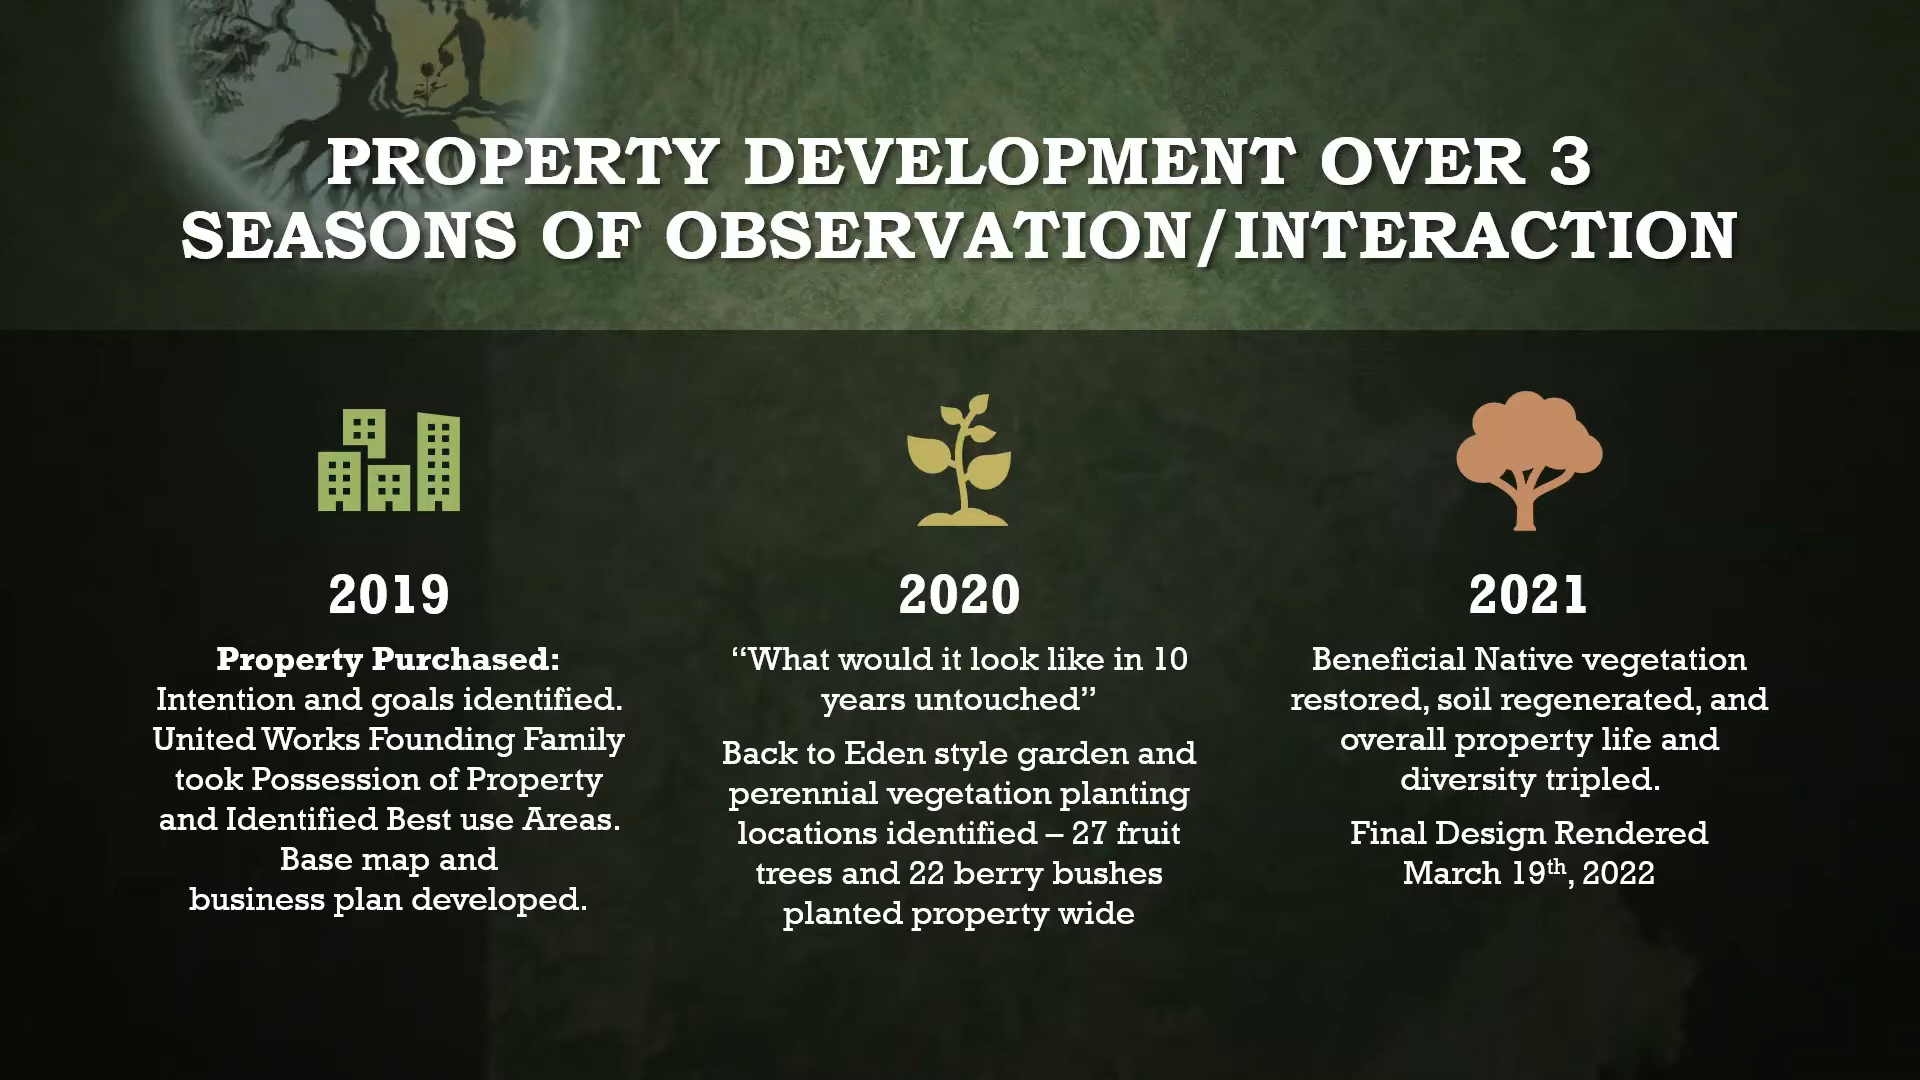 PROPERTY DEVELOPMENT OVER 3
SEASONS OF OBSERVATION/INTERACTION
2019
Property Purchased:
Intention and goals identified.
United Works Founding Family
took Possession of Property
and Identified Best use Areas.
Base map and
business plan developed.
2020
“What would it look like in 10
years untouched”
Back to Eden style garden and
perennial vegetation planting
locations identified – 27 fruit
trees and 22 berry bushes
planted property wide
2021
Beneficial Native vegetation
restored, soil regenerated, and
overall property life and
diversity tripled.
Final Design Rendered
March 19th, 2022